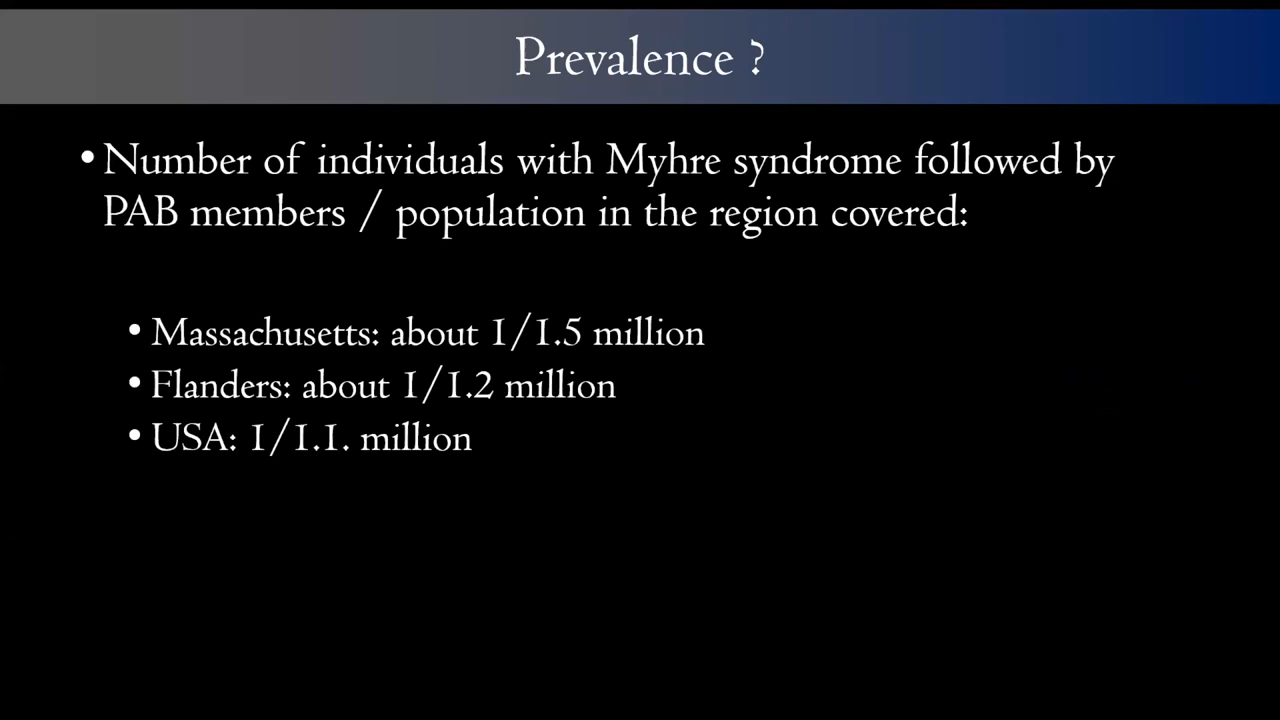 Prevalence ?
• Number of individuals with Myhre syndrome followed by
PAB members / population in the region covered:
• Massachusetts: about 1/1.5 million
• Flanders: about 1/1.2 million
• USA: 1/1.1. million